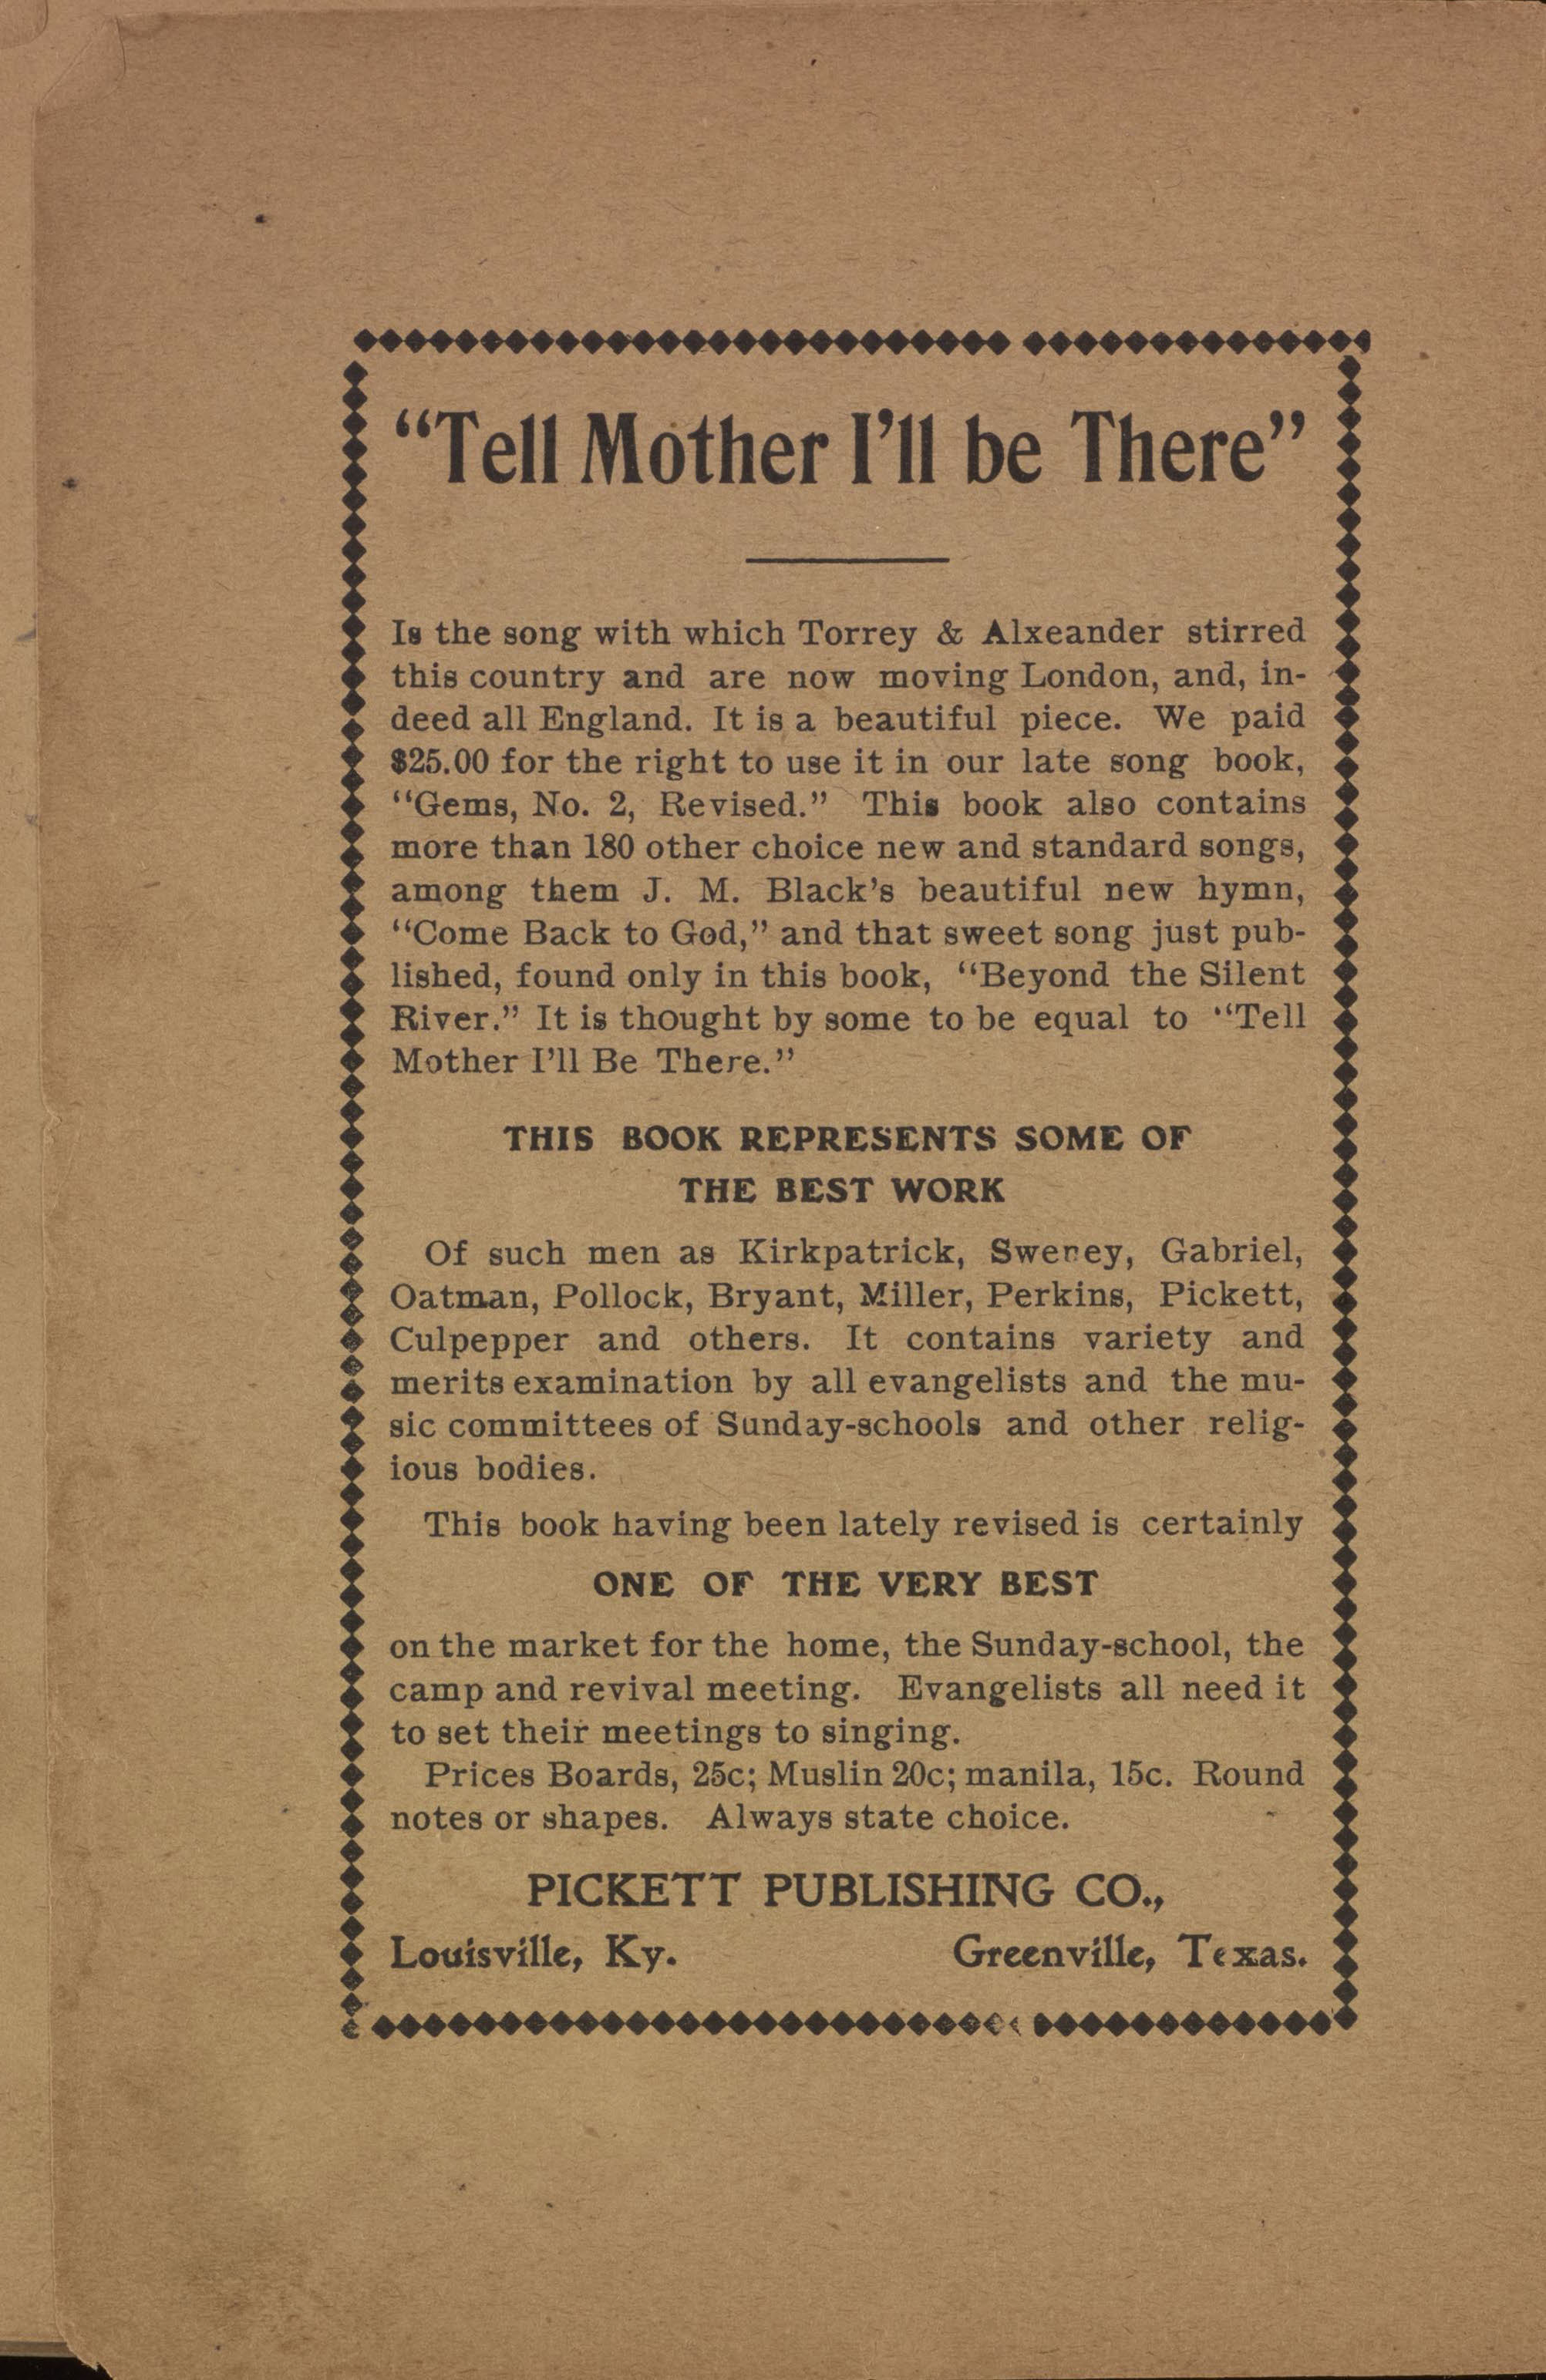 “Tell Mother I’ll be There”
Is the song with which Torrey & Alxeander stirred
this country and are now moving London, and, in-
deed all England. It is a beautiful piece. We paid
$25.00 for the right to use it in our late song book,
“Gems, No. 2, Revised.” This book also contains
more than 180 other choice new and standard songs,
among them J. M. Black’s beautiful new hymn,
“Come Back to God,” and that sweet song just pub-
lished, found only in this book, “Beyond the Silent
River.” It is thought by some to be equal to “Tell
Mother I’ll Be There.”
THIS BOOK REPRESENTS SOME OF
THE BEST WORK
Of such men as Kirkpatrick, Sweney, Gabriel,
Oatman, Pollock, Bryant, Miller, Perkins, Pickett,
Culpepper and others. It contains variety and
merits examination by all evangelists and the mu-
sic committees of Sunday-schools and other relig-
ious bodies.
This book having been lately revised is certainly
ONE OF THE VERY BEST
on the market for the home, the Sunday-school, the
camp and revival meeting. Evangelists all need it
to set their meetings to singing.
Prices Boards, 25c; Muslin 20c; manila, 15c. Round
notes or shapes. Always state choice.
PICKETT PUBLISHING CO.,
Louisville, Ky. Greenville, Texas.